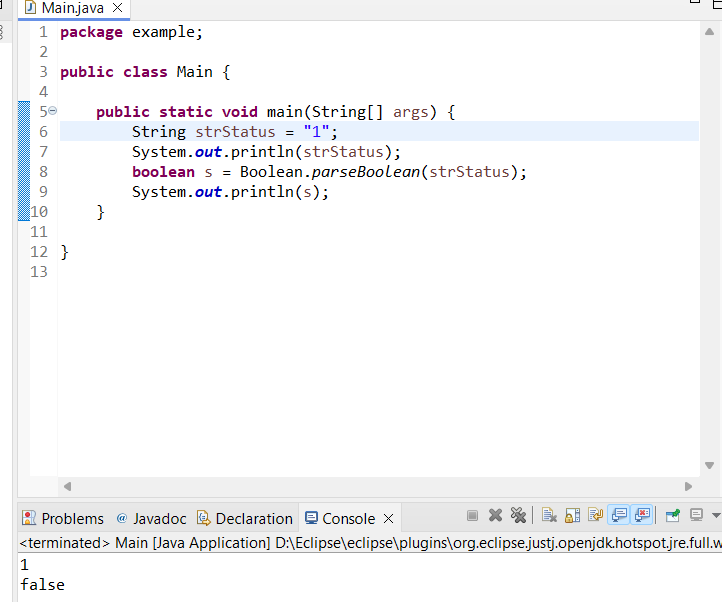 Main.java
1 package example;
2
3 public class Main {
4
5 public static void main(String[] args) {
6 String strStatus = "1";
7 System.out.println(strStatus);
8 boolean s = Boolean.parseBoolean(strStatus);
9 System.out.println(s);
10 }
11
12 }
13
Problems @ Javadoc Declaration Console
<terminated> Main [Java Application] D:\Eclipse\eclipse\plugins\org.eclipse.justj.openjdk.hotspot.jre.full.w
1
false